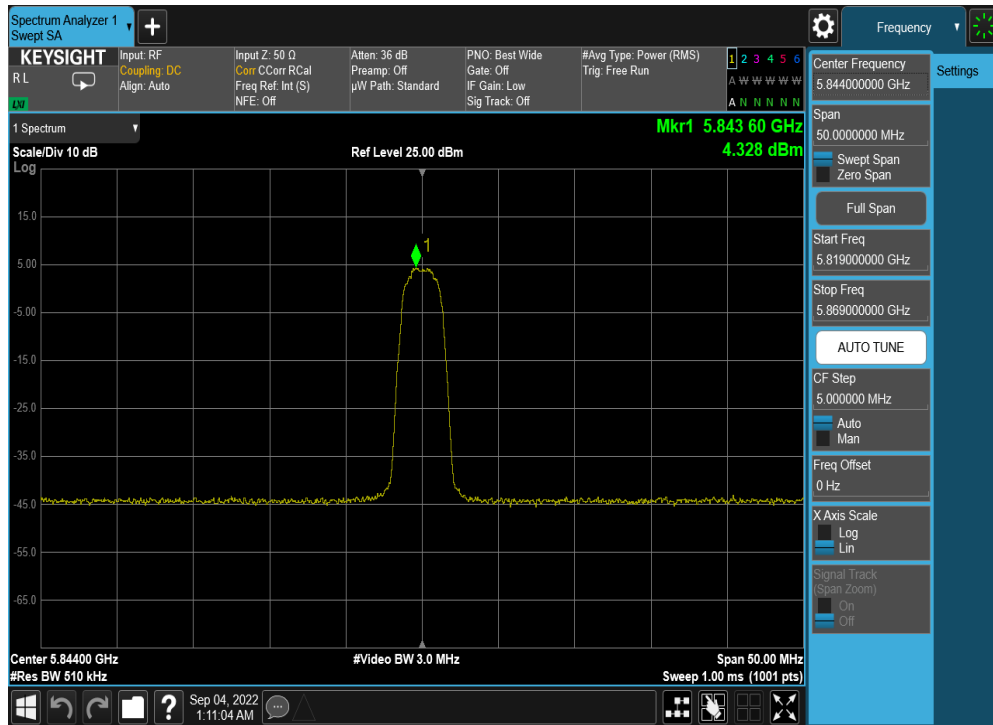 Spectrum Analyzer 1
Swept SA
+
Frequency
KEYSIGHT
R L
LXI
Input: RF
Coupling: DC
Align: Auto
Input Z: 50 Ω
Corr CCorr RCal
Freq Ref: Int (S)
NFE: Off
Atten: 36 dB
Preamp: Off
µW Path: Standard
PNO: Best Wide
Gate: Off
IF Gain: Low
Sig Track: Off
#Avg Type: Power (RMS)
Trig: Free Run
1 2 3 4 5 6
A W W W W W
A N N N N N
1 Spectrum
Scale/Div 10 dB
Log
Ref Level 25.00 dBm
Mkr1 5.843 60 GHz
4.328 dBm
1
15.0
5.00
-5.00
-15.0
-25.0
-35.0
-45.0
-55.0
-65.0
Center 5.84400 GHz
#Res BW 510 kHz
#Video BW 3.0 MHz
Span 50.00 MHz
Sweep 1.00 ms (1001 pts)
Center Frequency
5.844000000 GHz
Settings
Span
50.0000000 MHz
Swept Span
Zero Span
Full Span
Start Freq
5.819000000 GHz
Stop Freq
5.869000000 GHz
AUTO TUNE
CF Step
5.000000 MHz
Auto
Man
Freq Offset
0 Hz
X Axis Scale
Log
Lin
Signal Track
(Span Zoom)
On
Off
?
Sep 04, 2022
1:11:04 AM